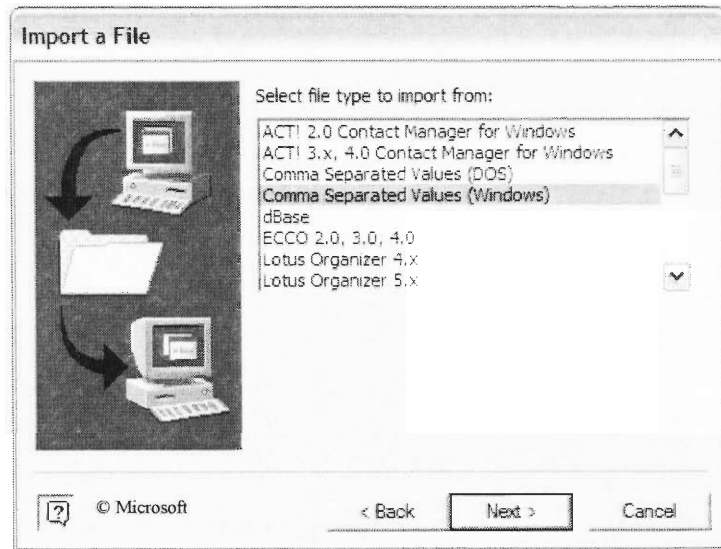 Import a File
Select file type to import from:
ACT! 2.0 Contact Manager for Windows
ACT! 3.x, 4.0 Contact Manager for Windows
Comma Separated Values (DOS)
Comma Separated Values (Windows)
dBase
ECCO 2.0, 3.0, 4.0
Lotus Organizer 4.x
Lotus Organizer 5.x
© Microsoft
< Back
Next >
Cancel